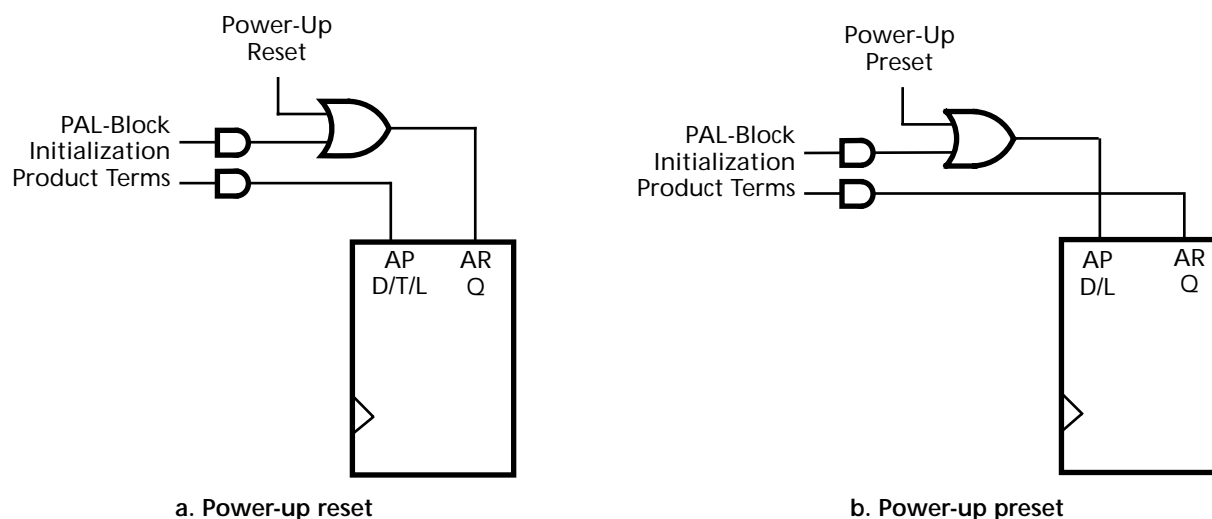 Power-Up
Reset
PAL-Block
Initialization
Product Terms
AP AR
D/T/L Q
a. Power-up reset
Power-Up
Preset
PAL-Block
Initialization
Product Terms
AP AR
D/L Q
b. Power-up preset